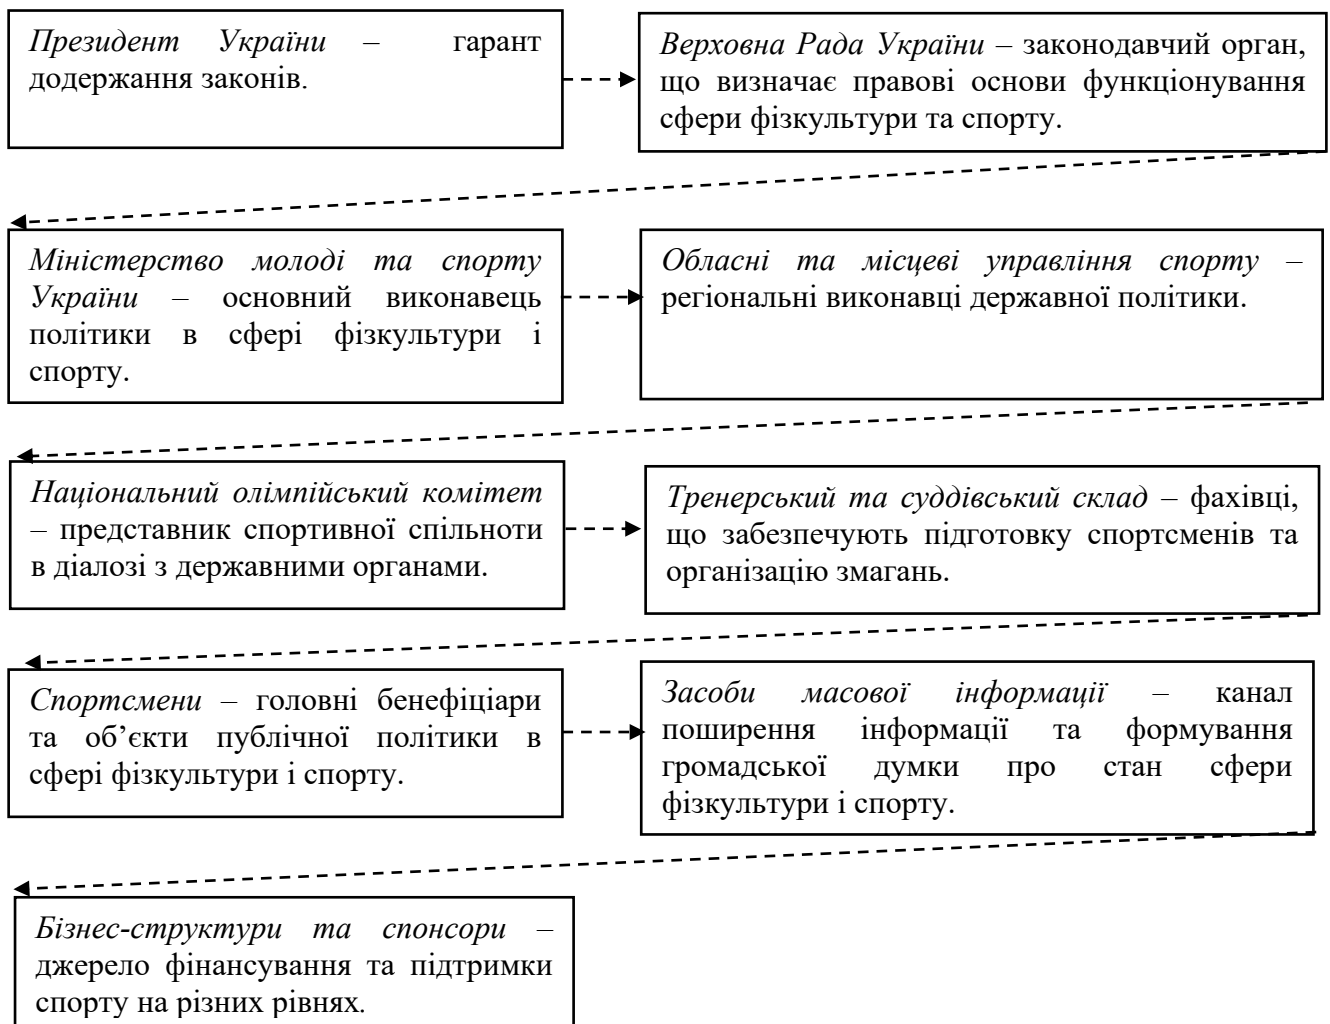 Президент України – гарант
додержання законів.
Верховна Рада України – законодавчий орган,
що визначає правові основи функціонування
сфери фізкультури та спорту.
Міністерство молоді та спорту
України – основний виконавець
політики в сфері фізкультури і
спорту.
Обласні та місцеві управління спорту –
регіональні виконавці державної політики.
Національний олімпійський комітет
– представник спортивної спільноти
в діалозі з державними органами.
Тренерський та суддівський склад – фахівці,
що забезпечують підготовку спортсменів та
організацію змагань.
Спортсмени – головні бенефіціари
та об’єкти публічної політики в
сфері фізкультури і спорту.
Засоби масової інформації – канал
поширення інформації та формування
громадської думки про стан сфери
фізкультури і спорту.
Бізнес-структури та спонсори –
джерело фінансування та підтримки
спорту на різних рівнях.